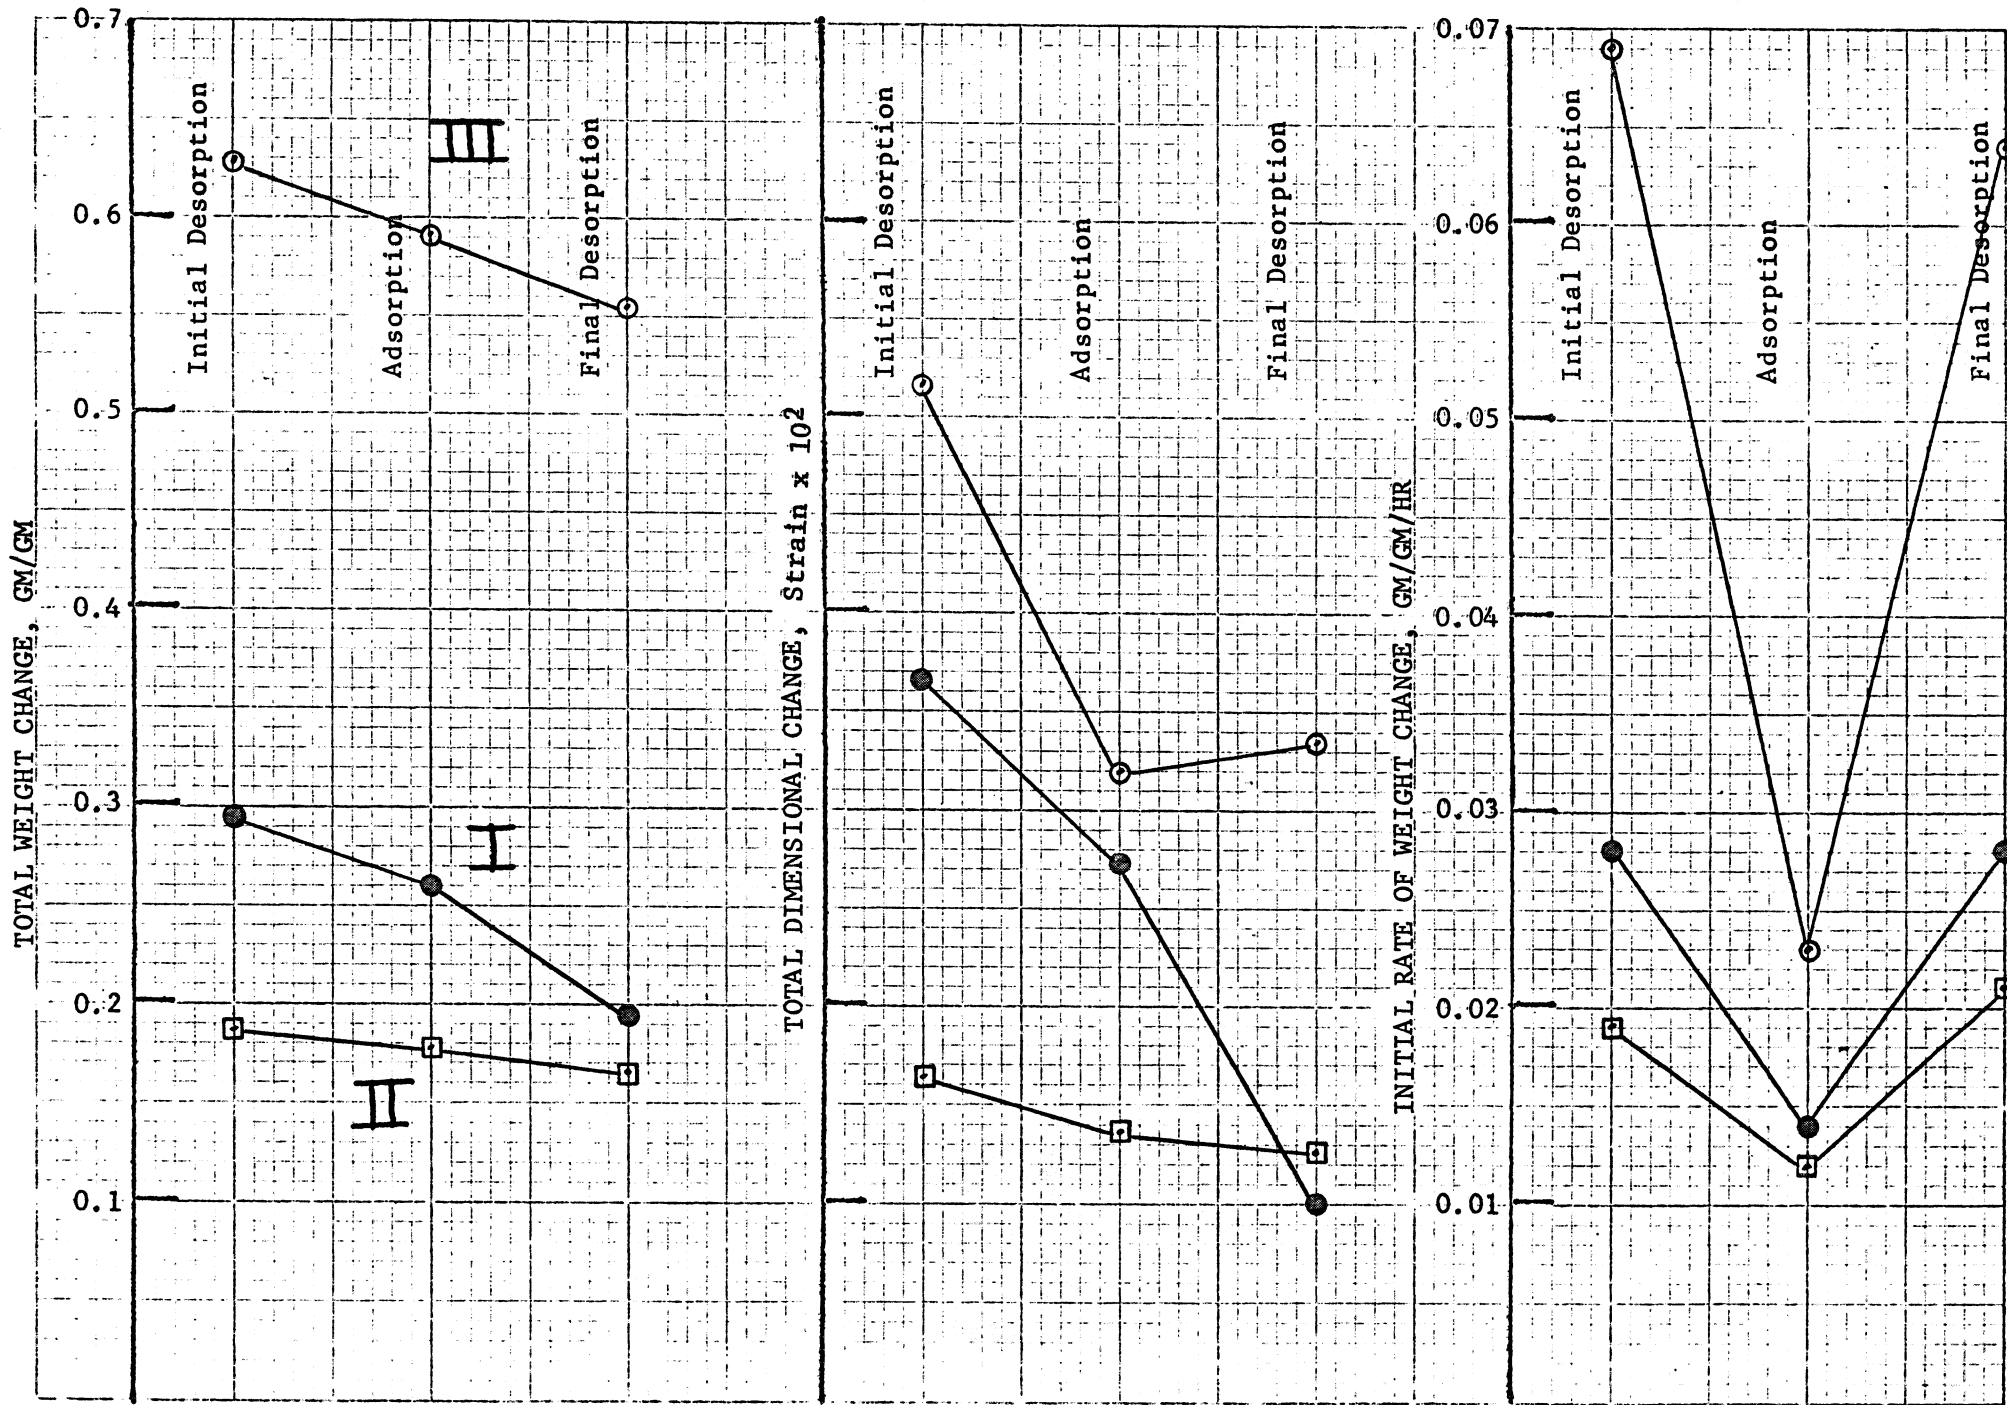 TOTAL WEIGHT CHANGE, GM/GM
0.7
0.6
0.5
0.4
0.3
0.2
0.1
Initial Desorption
Adsorption
Final Desorption
III
I
II
TOTAL DIMENSIONAL CHANGE, Strain x 10²
Initial Desorption
Adsorption
Final Desorption
INITIAL RATE OF WEIGHT CHANGE, GM/GM/HR
0.07
0.06
0.05
0.04
0.03
0.02
0.01
Initial Desorption
Adsorption
Final Desorption